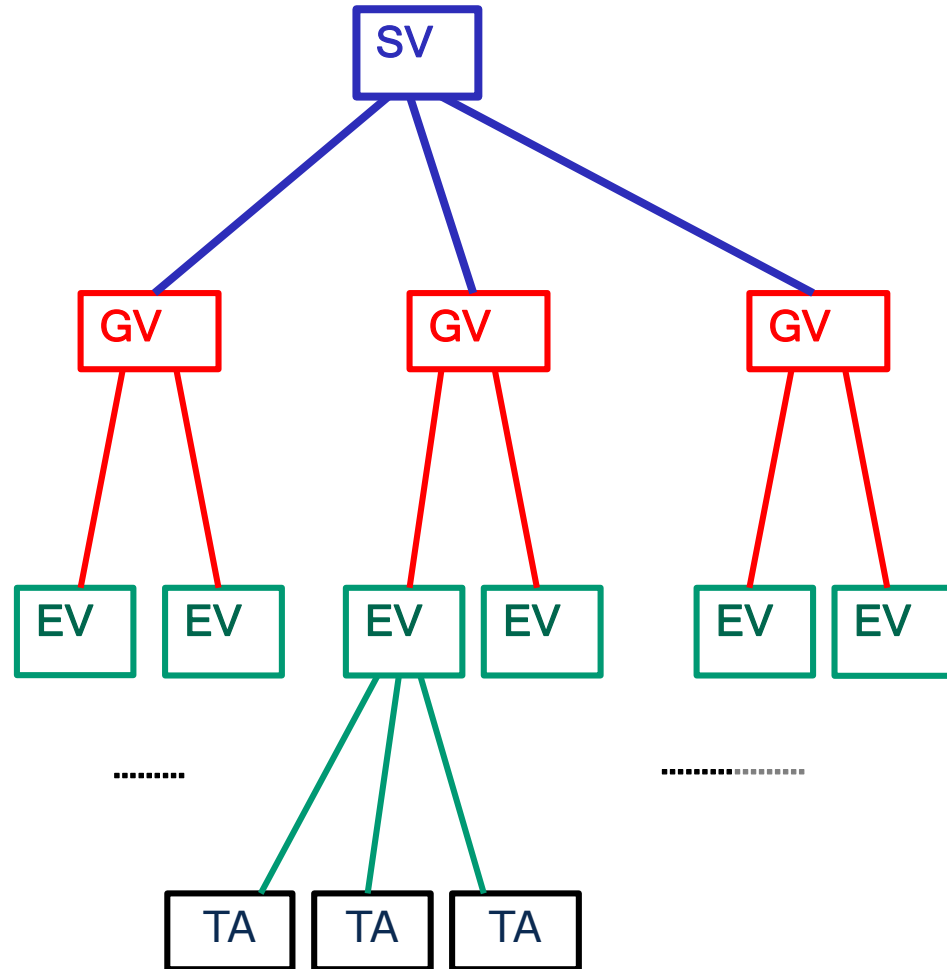 SV
GV GV GV
EV EV EV EV EV EV
......... ..................
TA TA TA